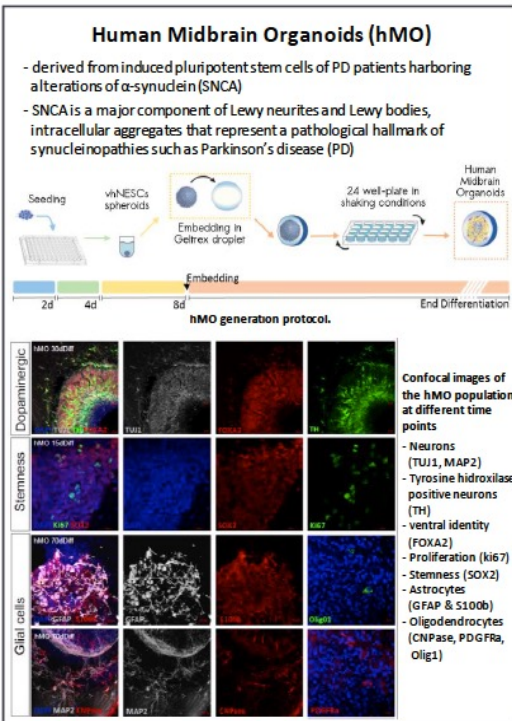 Human Midbrain Organoids (hMO)
- derived from induced pluripotent stem cells of PD patients harboring
alterations of α-synuclein (SNCA)
- SNCA is a major component of Lewy neurites and Lewy bodies,
intracellular aggregates that represent a pathological hallmark of
synucleinopathies such as Parkinson's disease (PD)
Seeding
vhNESCs
spheroids
Embedding in
Geltrex droplet
24 well-plate in
shaking conditions
Human
Midbrain
Organoids
Embedding
2d
4d
8d
End Differentiation
hMO generation protocol.
Dopaminergic
hMO 30dDiff
TUJ1
FOXA2
TH
Stemness
hMO 15dDiff
Ki67
SOX2
Ki67
Glial cells
hMO 70dDiff
GFAP
GFAP
S100b
Olig01
MAP2
MAP2
CNPase
PDGFRa
Confocal images of
the hMO population
at different time
points
- Neurons
(TUJ1, MAP2)
- Tyrosine hidroxilase
positive neurons
(TH)
- ventral identity
(FOXA2)
- Proliferation (ki67)
- Stemness (SOX2)
- Astrocytes
(GFAP & S100b)
- Oligodendrocytes
(CNPase, PDGFRa,
Olig1)